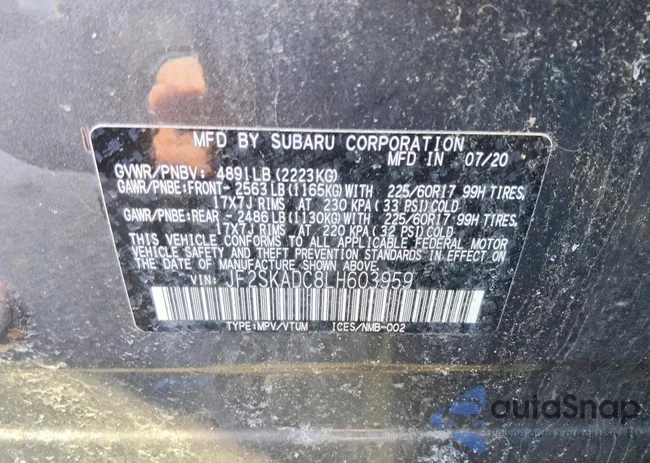 MFD BY SUBARU CORPORATION
MFD IN 07/20
GVWR/PNBV: 4891LB (2223KG)
GAWR/PNBE:FRONT-2563LB(1165KG)WITH 225/60R17 99H TIRES,
17X7J RIMS AT 230 KPA (33 PSI)COLD
GAWR/PNBE:REAR -2486LB(1130KG)WITH 225/60R17 99H TIRES,
17X7J RIMS AT 220 KPA (32 PSI)COLD
THIS VEHICLE CONFORMS TO ALL APPLICABLE FEDERAL MOTOR
VEHICLE SAFETY AND THEFT PREVENTION STANDARDS
IN EFFECT ON THE DATE OF MANUFACTURE SHOWN ABOVE.
VIN: JF2SKADC8LH603959
TYPE:MPV/VTUM ICES/NMB-002
autaSnap